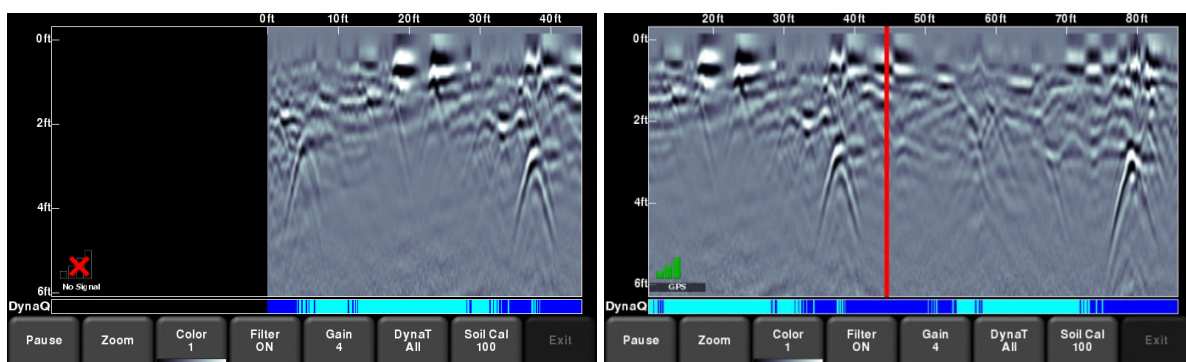 0ft 10ft 20ft 30ft 40ft
0ft
2ft
4ft
No Signal
6ft
DynaQ
Pause Zoom Color 1 Filter ON Gain 4 DynaT All Soil Cal 100 Exit
20ft 30ft 40ft 50ft 60ft 70ft 80ft
0ft
2ft
4ft
6ft
GPS
DynaQ
Pause Zoom Color 1 Filter ON Gain 4 DynaT All Soil Cal 100 Exit